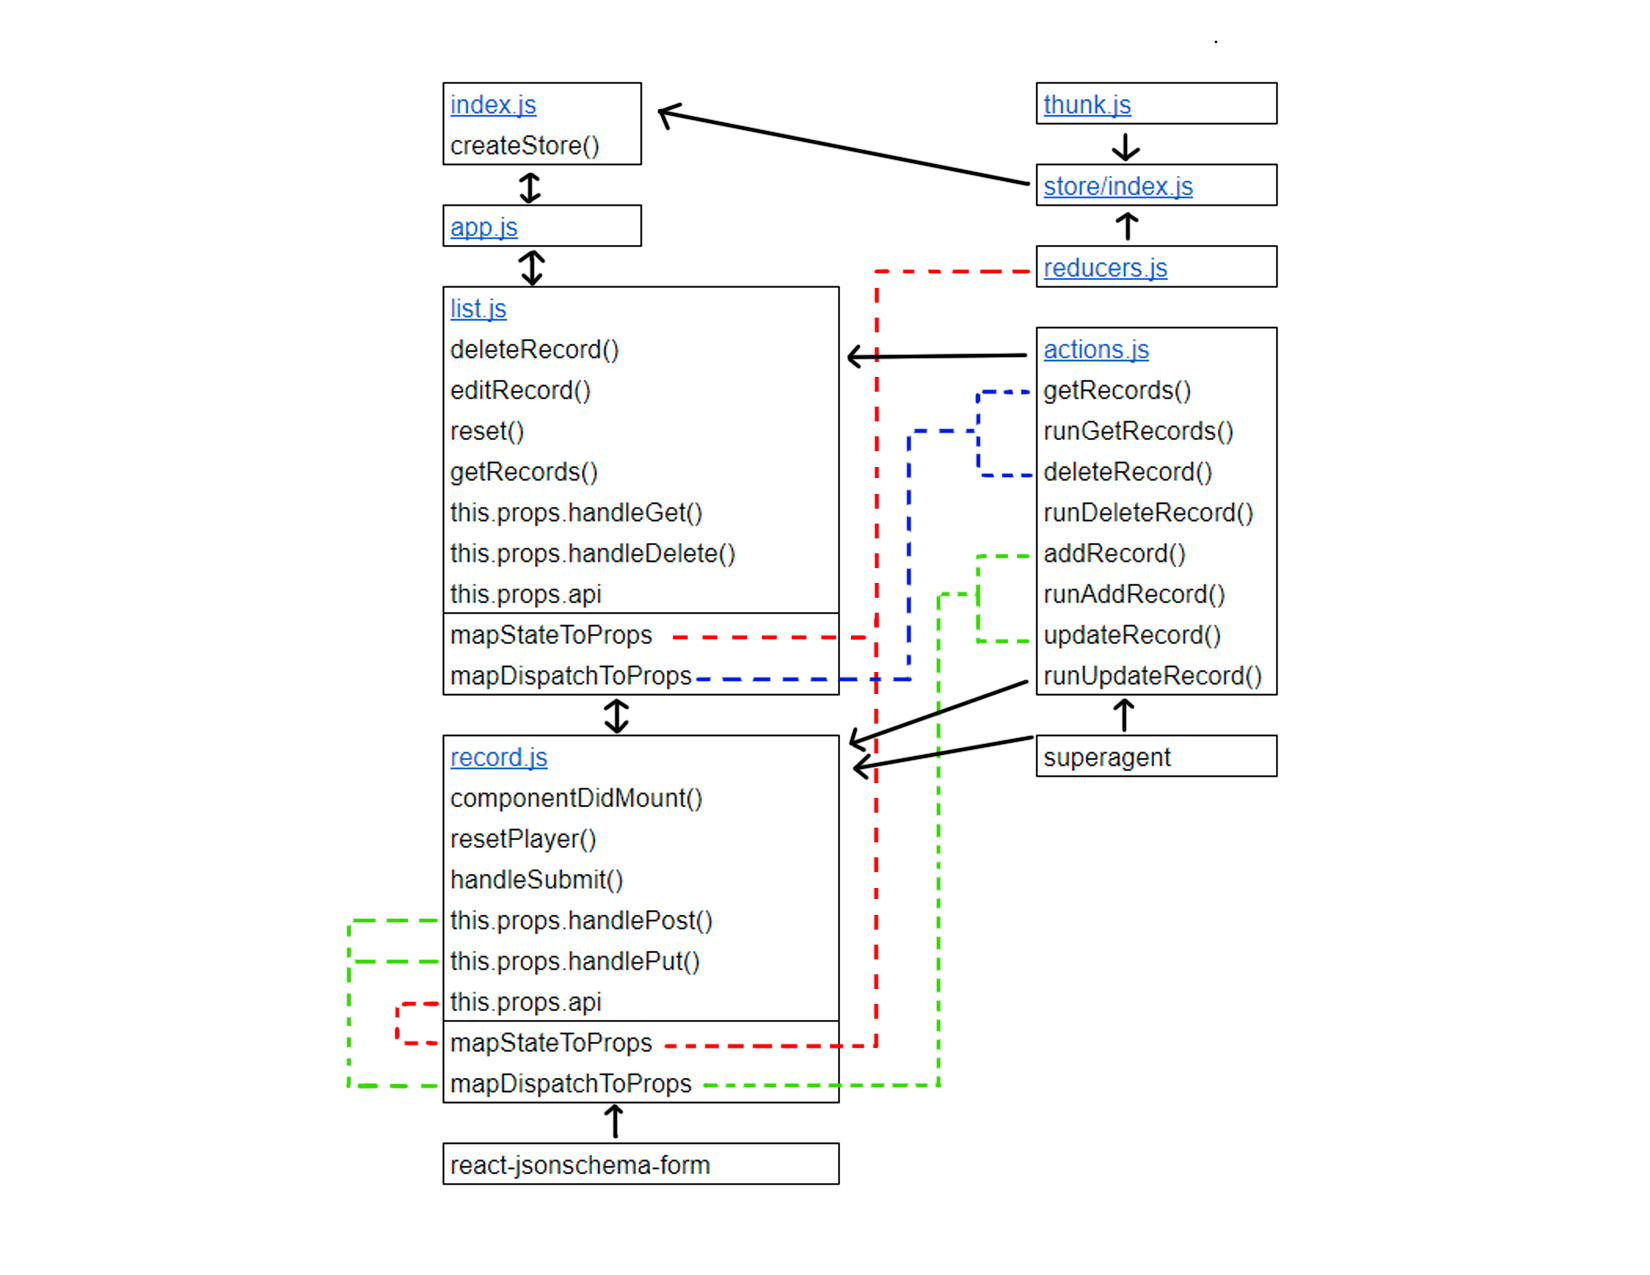 index.js
createStore()
app.js
list.js
deleteRecord()
editRecord()
reset()
getRecords()
this.props.handleGet()
this.props.handleDelete()
this.props.api
mapStateToProps
mapDispatchToProps
record.js
componentDidMount()
resetPlayer()
handleSubmit()
this.props.handlePost()
this.props.handlePut()
this.props.api
mapStateToProps
mapDispatchToProps
react-jsonschema-form
thunk.js
store/index.js
reducers.js
actions.js
getRecords()
runGetRecords()
deleteRecord()
runDeleteRecord()
addRecord()
runAddRecord()
updateRecord()
runUpdateRecord()
superagent